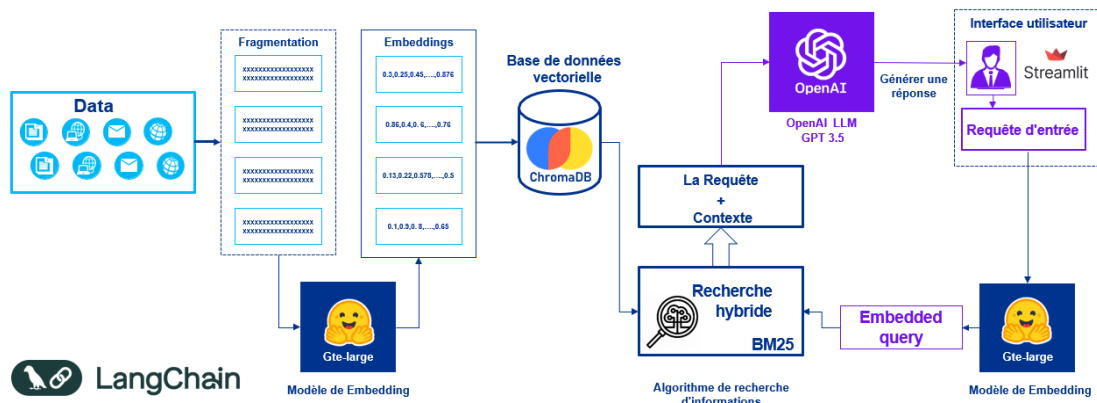 Fragmentation
xxxxxxxxxxxxxxxxxx
xxxxxxxxxxxxxxxxxx
xxxxxxxxxxxxxxxxxx
xxxxxxxxxxxxxxxxxx
xxxxxxxxxxxxxxxxxx
xxxxxxxxxxxxxxxxxx
xxxxxxxxxxxxxxxxxx
xxxxxxxxxxxxxxxxxx
Embeddings
0.3,0.25,0.45,....,0.876
0.86,0.4,0. 6,....,0.76
0.13,0.22,0.578,....,0.5
0.1,0.9,0. 8,....,0.65
Data
Base de données
vectorielle
ChromaDB
OpenAI
OpenAI LLM
GPT 3.5
Générer une
réponse
Interface utilisateur
Streamlit
Requête d'entrée
La Requête
+
Contexte
Recherche
hybride
BM25
Algorithme de recherche
d'informations
Embedded
query
Gte-large
Modèle de Embedding
Gte-large
Modèle de Embedding
LangChain